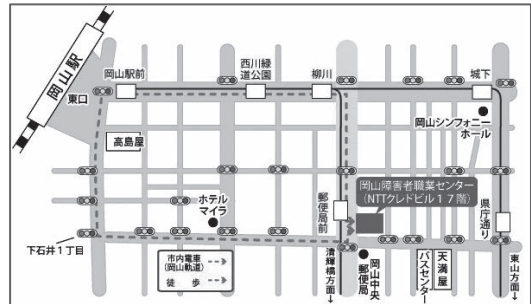 岡山駅
東口
岡山駅前
西川緑
道公園
柳川
城下
岡山シンフォニー
ホール
高島屋
岡山障害者職業センター
(NTTクレドビル17階)
ホテル
マイラ
郵便局前
県庁通り
下石井1丁目
市内電車
(岡山軌道)
徒歩
清輝橋方面→
岡山中央
郵便局
天満屋
バスセンター
東山方面→